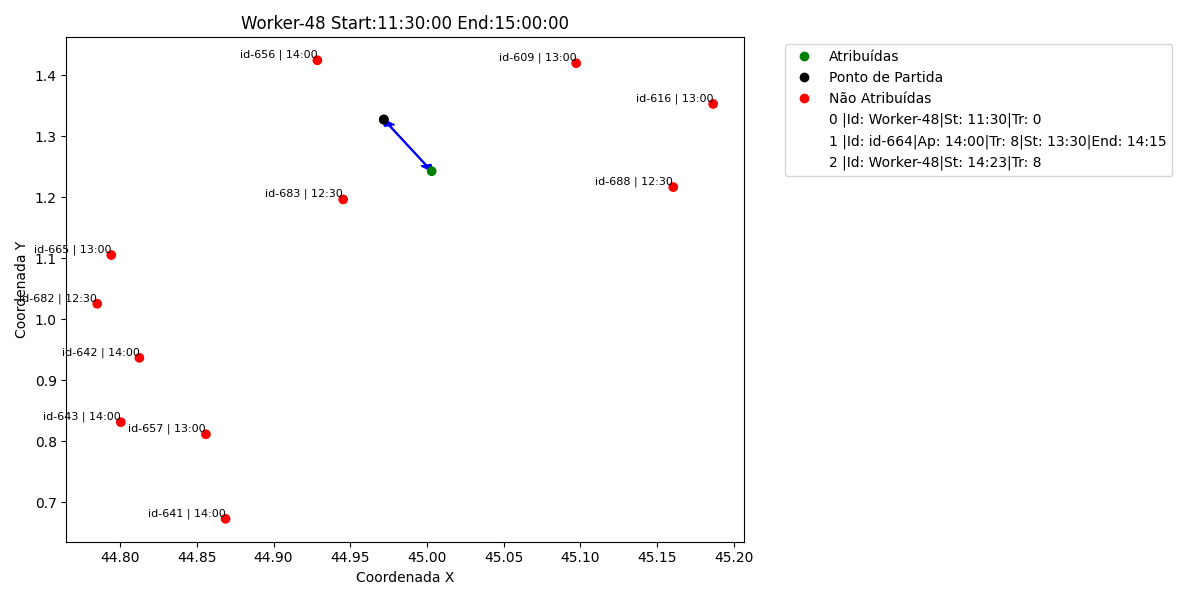 Worker-48 Start:11:30:00 End:15:00:00
id-656 | 14:00
id-609 | 13:00
id-616 | 13:00
id-688 | 12:30
id-683 | 12:30
id-665 | 13:00
id-682 | 12:30
id-642 | 14:00
id-643 | 14:00
id-657 | 13:00
id-641 | 14:00
1.4
1.3
1.2
1.1
1.0
0.9
0.8
0.7
Coordenada Y
44.80
44.85
44.90
44.95
45.00
45.05
45.10
45.15
45.20
Coordenada X
Atribuídas
Ponto de Partida
Não Atribuídas
0 |Id: Worker-48|St: 11:30|Tr: 0
1 |Id: id-664|Ap: 14:00|Tr: 8|St: 13:30|End: 14:15
2 |Id: Worker-48|St: 14:23|Tr: 8